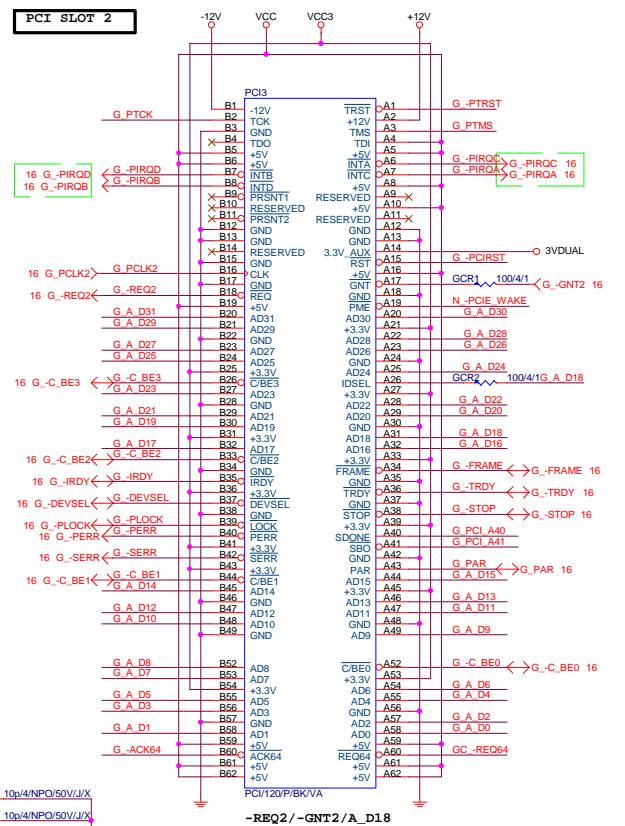 PCI SLOT 2
-12V VCC VCC3 +12V
PCI3
B1 -12V TRST A1 G_-PTRST
G_PTCK B2 TCK +12V A2
B3 GND TMS A3 G_PTMS
B4 TDO TDI A4
B5 +5V +5V A5
B6 +5V INTA A6 G_-PIRQC G_-PIRQC 16
16 G_-PIRQD G_-PIRQD B7 INTB INTC A7 G_-PIRQA G_-PIRQA 16
16 G_-PIRQB G_-PIRQB B8 INTD +5V A8
B9 PRSNT1 RESERVED A9
B10 RESERVED +5V A10
B11 PRSNT2 RESERVED A11
B12 GND GND A12
B13 GND GND A13
B14 RESERVED 3.3V_AUX A14 3VDUAL
B15 GND RST A15 G_-PCIRST
16 G_PCLK2 G_PCLK2 B16 CLK +5V A16
B17 GND GNT A17 GCR1 100/4/1 G_-GNT2 16
16 G_-REQ2 G_-REQ2 B18 REQ GND A18
B19 +5V PME A19 N_-PCIE_WAKE
G_A_D31 B20 AD31 AD30 A20 G_A_D30
G_A_D29 B21 AD29 +3.3V A21
B22 GND AD28 A22 G_A_D28
G_A_D27 B23 AD27 AD26 A23 G_A_D26
G_A_D25 B24 AD25 GND A24
B25 +3.3V AD24 A25 G_A_D24
16 G_-C_BE3 G_-C_BE3 B26 C/BE3 IDSEL A26 GCR2 100/4/1 G_A_D18
G_A_D23 B27 AD23 +3.3V A27
B28 GND AD22 A28 G_A_D22
G_A_D21 B29 AD21 AD20 A29 G_A_D20
G_A_D19 B30 AD19 GND A30
B31 +3.3V AD18 A31 G_A_D18
G_A_D17 B32 AD17 AD16 A32 G_A_D16
16 G_-C_BE2 G_-C_BE2 B33 C/BE2 +3.3V A33
B34 GND FRAME A34 G_-FRAME G_-FRAME 16
16 G_-IRDY G_-IRDY B35 IRDY GND A35
B36 +3.3V TRDY A36 G_-TRDY G_-TRDY 16
16 G_-DEVSEL G_-DEVSEL B37 DEVSEL GND A37
B38 GND STOP A38 G_-STOP G_-STOP 16
16 G_-PLOCK G_-PLOCK B39 LOCK +3.3V A39
16 G_-PERR G_-PERR B40 PERR SDONE A40 G_PCI_A40
B41 +3.3V SBO A41 G_PCI_A41
16 G_-SERR G_-SERR B42 SERR GND A42
B43 +3.3V PAR A43 G_PAR G_PAR 16
16 G_-C_BE1 G_-C_BE1 B44 C/BE1 AD15 A44 G_A_D15
G_A_D14 B45 AD14 +3.3V A45
B46 GND AD13 A46 G_A_D13
G_A_D12 B47 AD12 AD11 A47 G_A_D11
G_A_D10 B48 AD10 GND A48
B49 GND AD9 A49 G_A_D9
G_A_D8 B52 AD8 C/BE0 A52 G_-C_BE0 G_-C_BE0 16
G_A_D7 B53 AD7 +3.3V A53
B54 +3.3V AD6 A54 G_A_D6
G_A_D5 B55 AD5 AD4 A55 G_A_D4
G_A_D3 B56 AD3 GND A56
B57 GND AD2 A57 G_A_D2
G_A_D1 B58 AD1 AD0 A58 G_A_D0
B59 +5V +5V A59
G_-ACK64 B60 ACK64 REQ64 A60 GC_-REQ64
B61 +5V +5V A61
B62 +5V +5V A62
PCI/120/P/BK/VA
10p/4/NPO/50V/J/X
10p/4/NPO/50V/J/X
-REQ2/-GNT2/A_D18